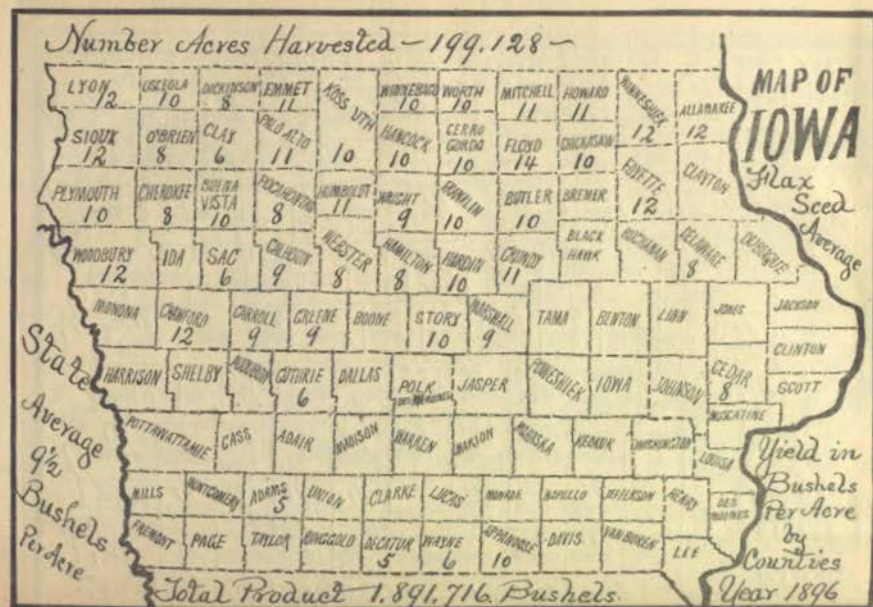 Number Acres Harvested - 199.128 -
MAP OF
IOWA
Flax
Seed
Average
LYON 12 OSCEOLA 10 DICKINSON 8 EMMET 11 KOSSUTH 10 WINNEBAGO 10 WORTH 10 MITCHELL 11 HOWARD 11 WINNESHIEK 12 ALLAMAKEE 12
SIOUX 12 O'BRIEN 8 CLAY 6 PALO ALTO 11 HANCOCK 10 CERRO GORDO 10 FLOYD 14 CHICKASAW 10
PLYMOUTH 10 CHEROKEE 8 BUENA VISTA 10 POCAHONTAS 8 HUMBOLDT 11 WRIGHT 9 FRANKLIN 10 BUTLER 10 BREMER FAYETTE 12 CLAYTON
WOODBURY 12 IDA SAC 6 CALHOUN 9 WEBSTER 8 HAMILTON 8 HARDIN 10 GRUNDY 11 BLACK HAWK BUCHANAN DELAWARE 8 DUBUQUE
MONONA CRAWFORD 12 CARROLL 9 GREENE 9 BOONE STORY 10 MARSHALL 9 TAMA BENTON LINN JONES JACKSON
CLINTON
HARRISON SHELBY AUDUBON GUTHRIE 6 DALLAS POLK DES MOINES JASPER POWESHIEK IOWA JOHNSON CEDAR 8 SCOTT
POTTAWATTAMIE CASS ADAIR MADISON WARREN MARION MAHASKA KEOKUK WASHINGTON MUSCATINE LOUISA
MILLS MONTGOMERY ADAMS 5 UNION CLARKE LUCAS MONROE WAPELLO JEFFERSON HENRY DES MOINES
FREMONT PAGE TAYLOR RINGGOLD DECATUR 5 WAYNE 6 APPANOOSE 10 DAVIS VAN BUREN LEE
State
Average
9½
Bushels
Per Acre
Yield in
Bushels
Per Acre
by
Counties
Year 1896
Total Product 1.891.716. Bushels.